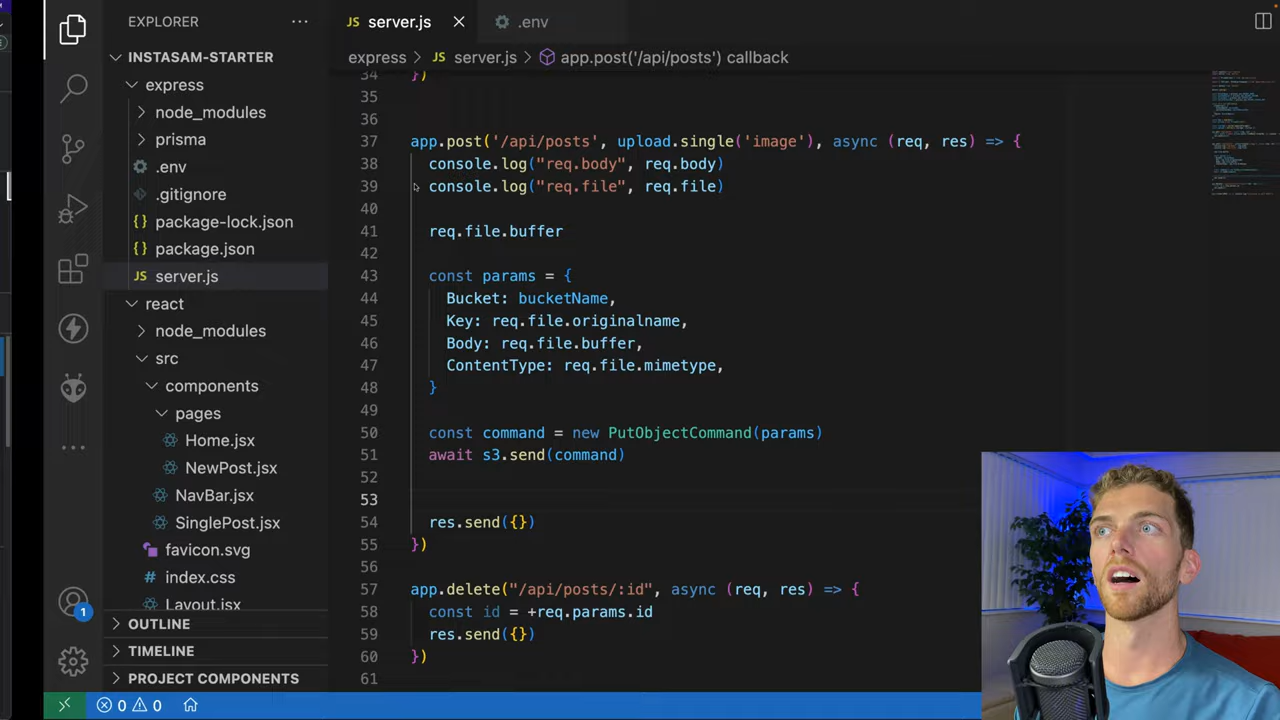 EXPLORER
INSTASAM-STARTER
express
node_modules
prisma
.env
.gitignore
package-lock.json
package.json
server.js
react
node_modules
src
components
pages
Home.jsx
NewPost.jsx
NavBar.jsx
SinglePost.jsx
favicon.svg
index.css
Layout.jsx
OUTLINE
TIMELINE
PROJECT COMPONENTS
1
0 0
server.js .env
express > JS server.js > app.post('/api/posts') callback
34 })
35
36
37 app.post('/api/posts', upload.single('image'), async (req, res) => {
38 console.log("req.body", req.body)
39 console.log("req.file", req.file)
40
41 req.file.buffer
42
43 const params = {
44 Bucket: bucketName,
45 Key: req.file.originalname,
46 Body: req.file.buffer,
47 ContentType: req.file.mimetype,
48 }
49
50 const command = new PutObjectCommand(params)
51 await s3.send(command)
52
53
54 res.send({})
55 })
56
57 app.delete("/api/posts/:id", async (req, res) => {
58 const id = +req.params.id
59 res.send({})
60 })
61